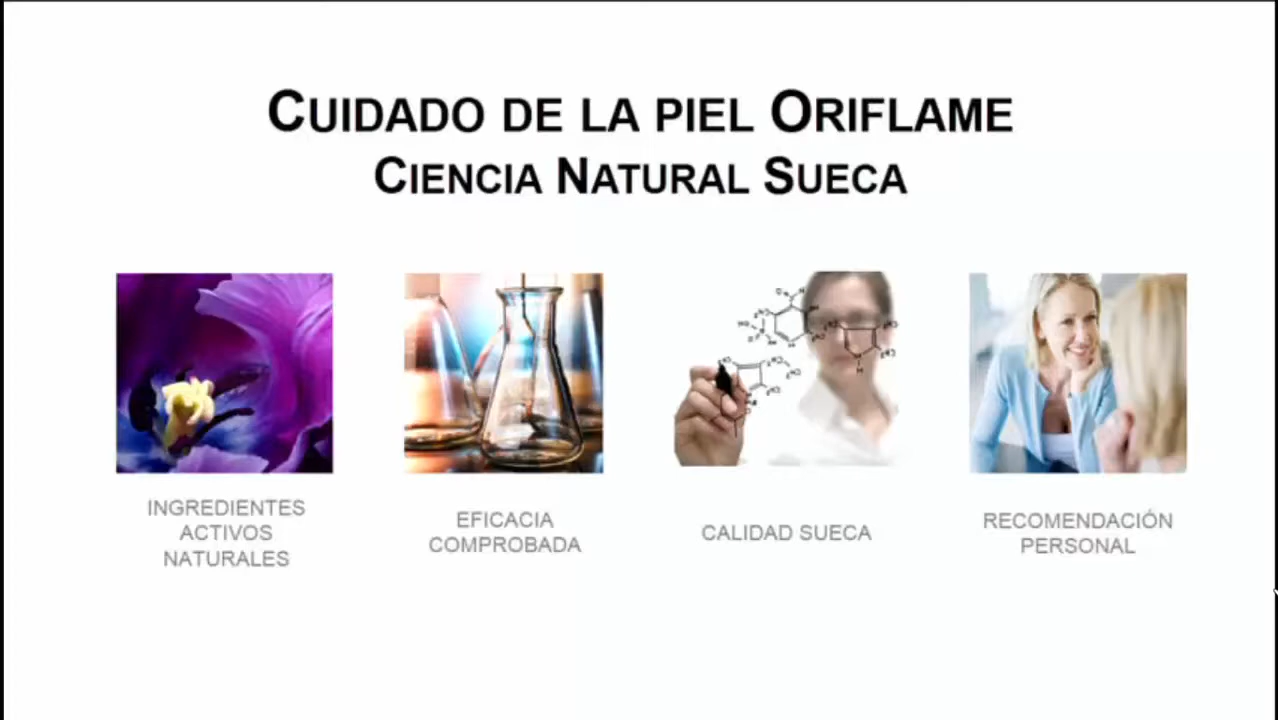 CUIDADO DE LA PIEL ORIFLAME
CIENCIA NATURAL SUECA
INGREDIENTES
ACTIVOS
NATURALES
EFICACIA
COMPROBADA
CALIDAD SUECA
RECOMENDACIÓN
PERSONAL